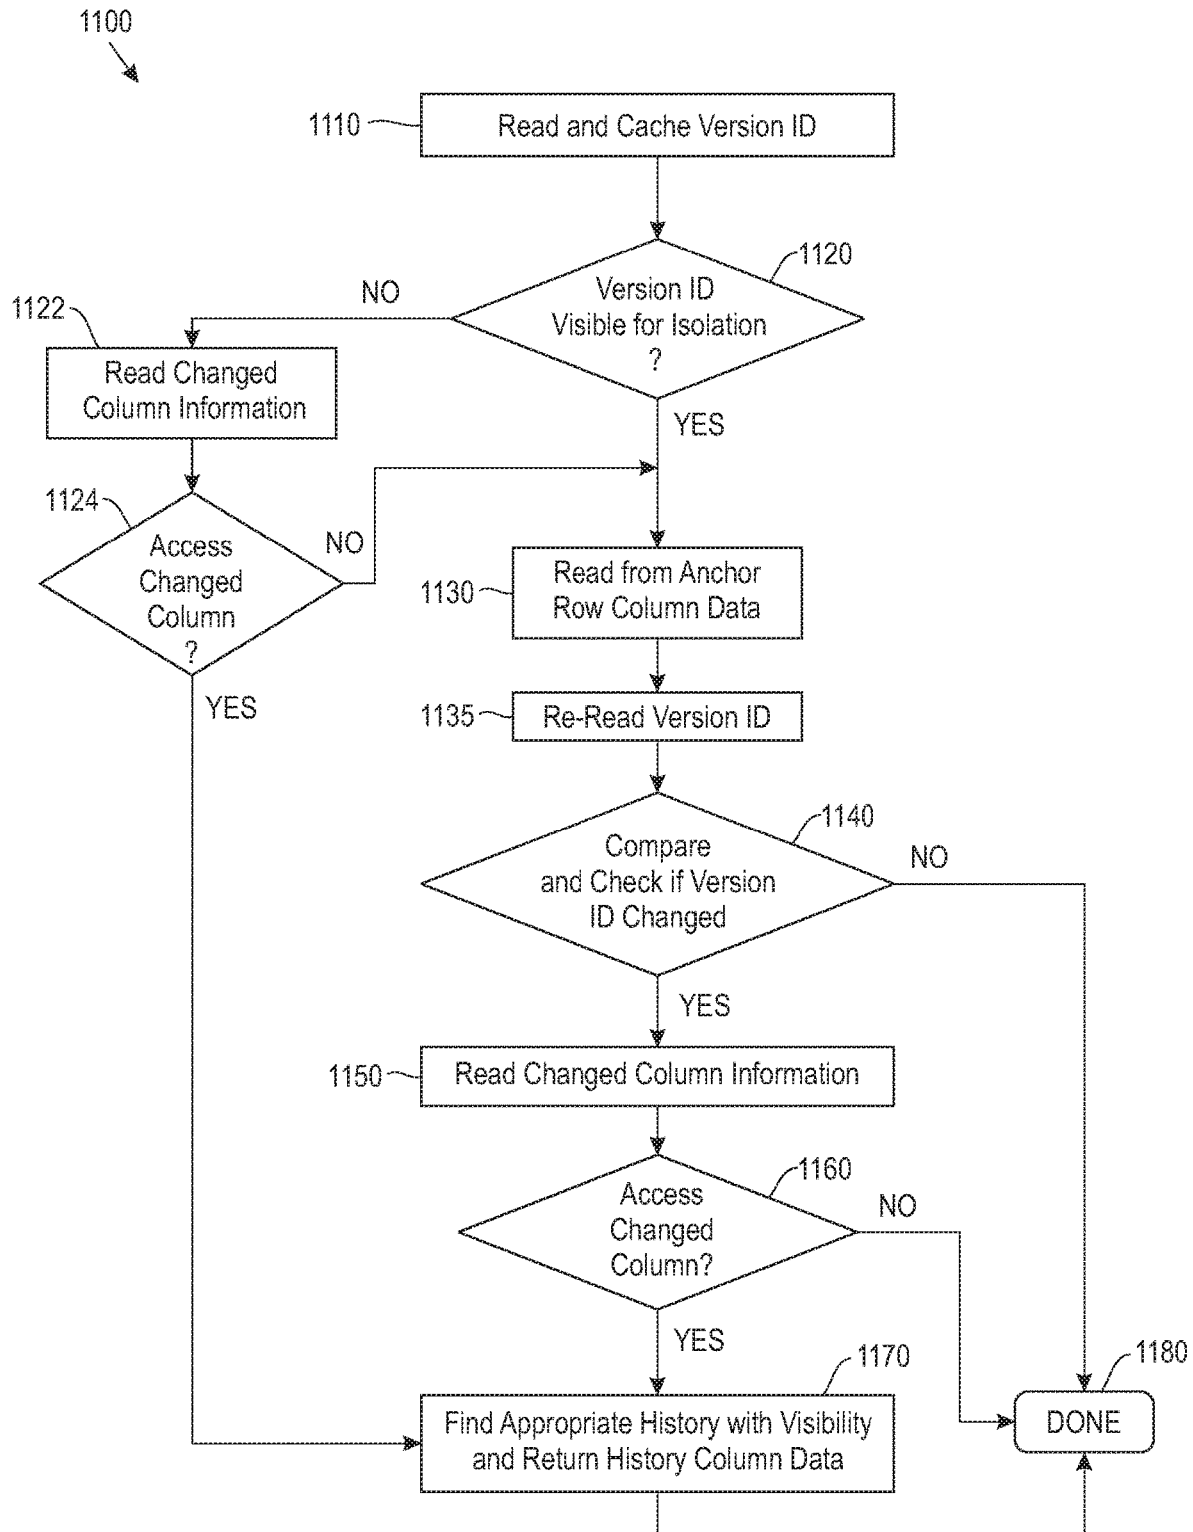 1100
1110
Read and Cache Version ID
1120
Version ID
Visible for Isolation
?
NO
YES
1122
Read Changed
Column Information
1124
Access
Changed
Column
?
NO
YES
1130
Read from Anchor
Row Column Data
1135
Re-Read Version ID
1140
Compare
and Check if Version
ID Changed
NO
YES
1150
Read Changed Column Information
1160
Access
Changed
Column?
NO
YES
1170
Find Appropriate History with Visibility
and Return History Column Data
1180
DONE